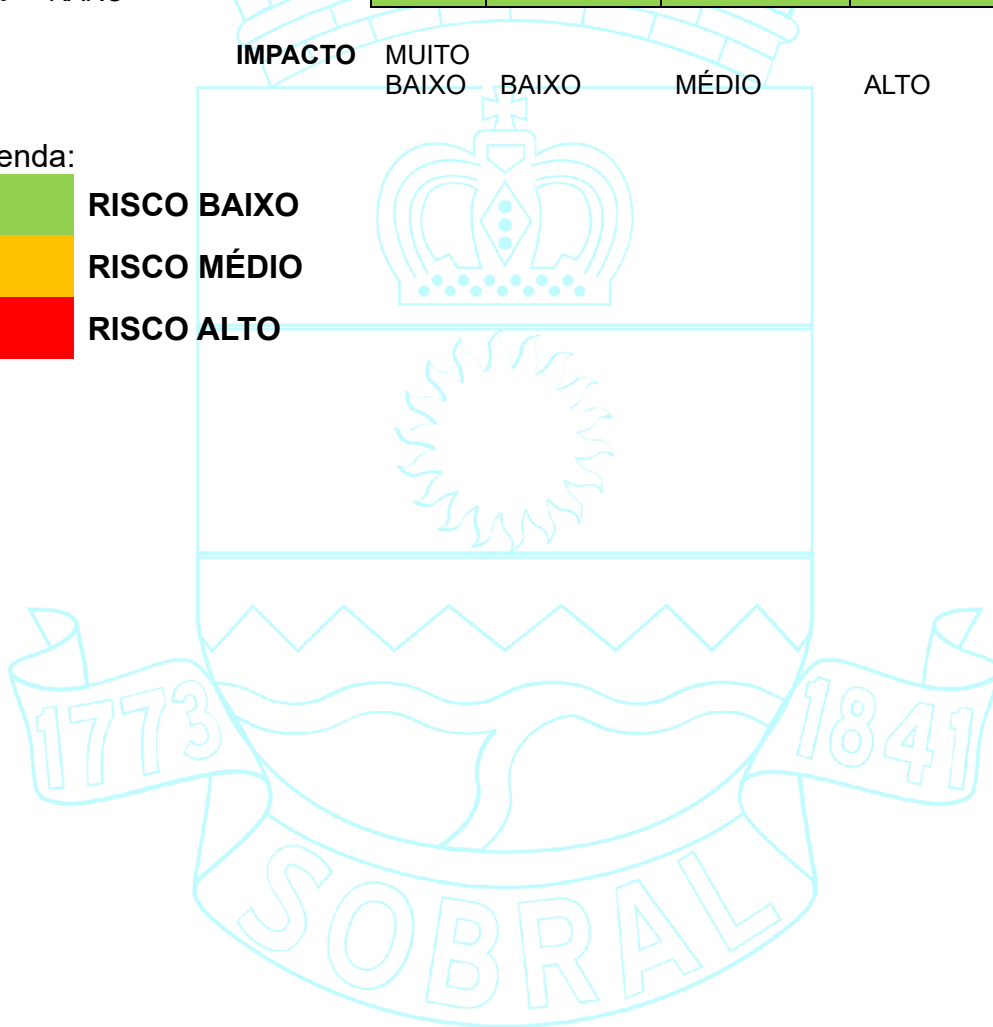 IMPACTO MUITO
BAIXO BAIXO MÉDIO ALTO
enda:
RISCO BAIXO
RISCO MÉDIO
RISCO ALTO
1773
1841
SOBRAL